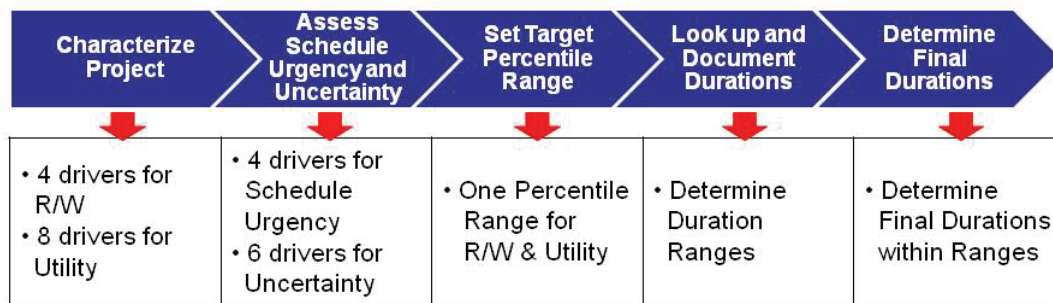 Characterize
Project
Assess
Schedule
Urgency and
Uncertainty
Set Target
Percentile
Range
Look up and
Document
Durations
Determine
Final
Durations
• 4 drivers for
R/W
• 8 drivers for
Utility
• 4 drivers for
Schedule
Urgency
• 6 drivers for
Uncertainty
• One Percentile
Range for
R/W & Utility
• Determine
Duration
Ranges
• Determine
Final Durations
within Ranges